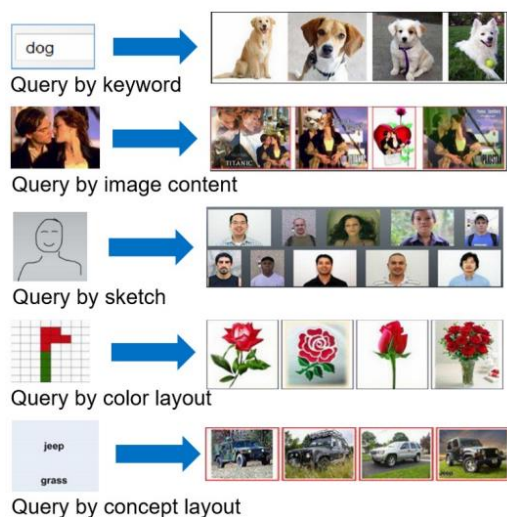 dog
Query by keyword
TITANIC
Query by image content
Query by sketch
Query by color layout
jeep
grass
Query by concept layout